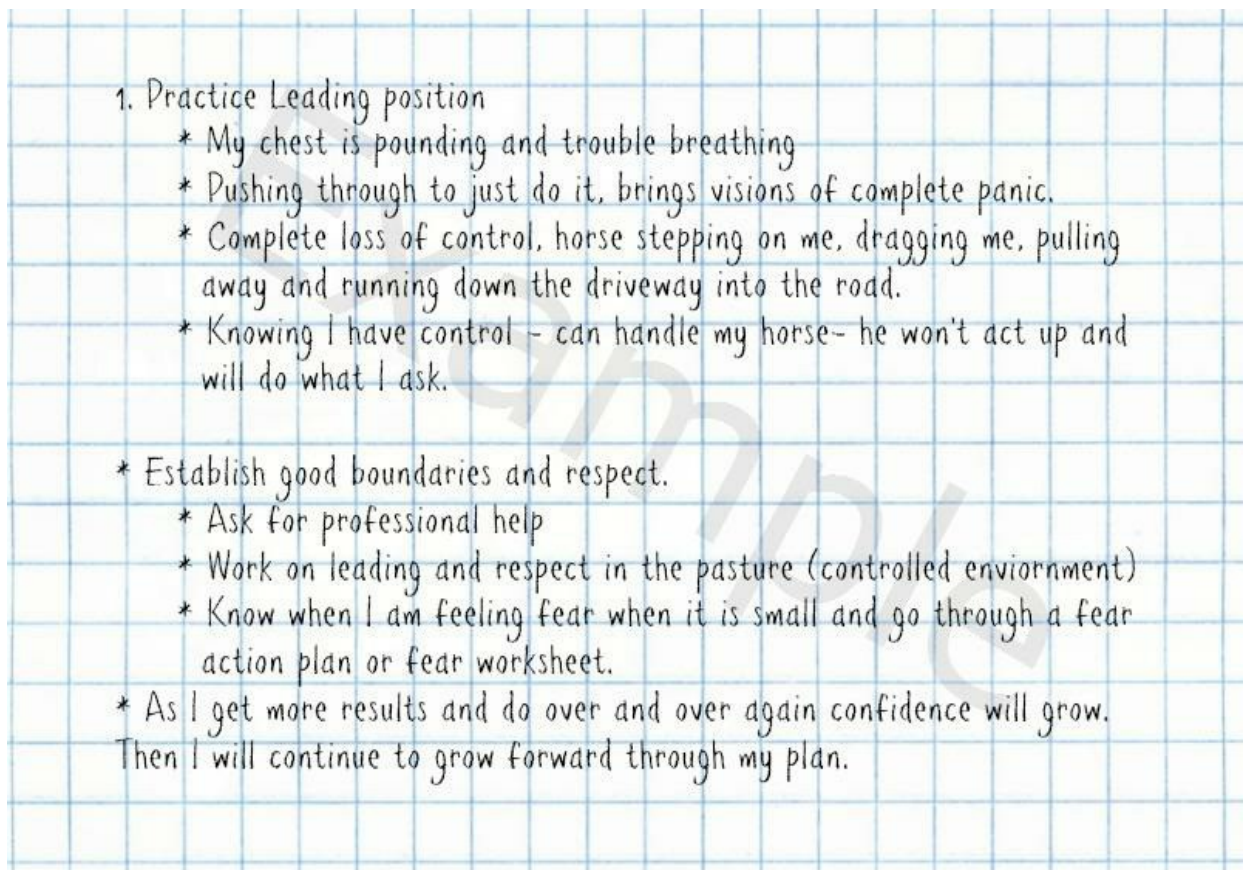 1. Practice Leading position
* My chest is pounding and trouble breathing
* Pushing through to just do it, brings visions of complete panic.
* Complete loss of control, horse stepping on me, dragging me, pulling
away and running down the driveway into the road.
* Knowing I have control - can handle my horse- he won't act up and
will do what I ask.
* Establish good boundaries and respect.
* Ask for professional help
* Work on leading and respect in the pasture (controlled enviornment)
* Know when I am feeling fear when it is small and go through a fear
action plan or fear worksheet.
* As I get more results and do over and over again confidence will grow.
Then I will continue to grow forward through my plan.
Example